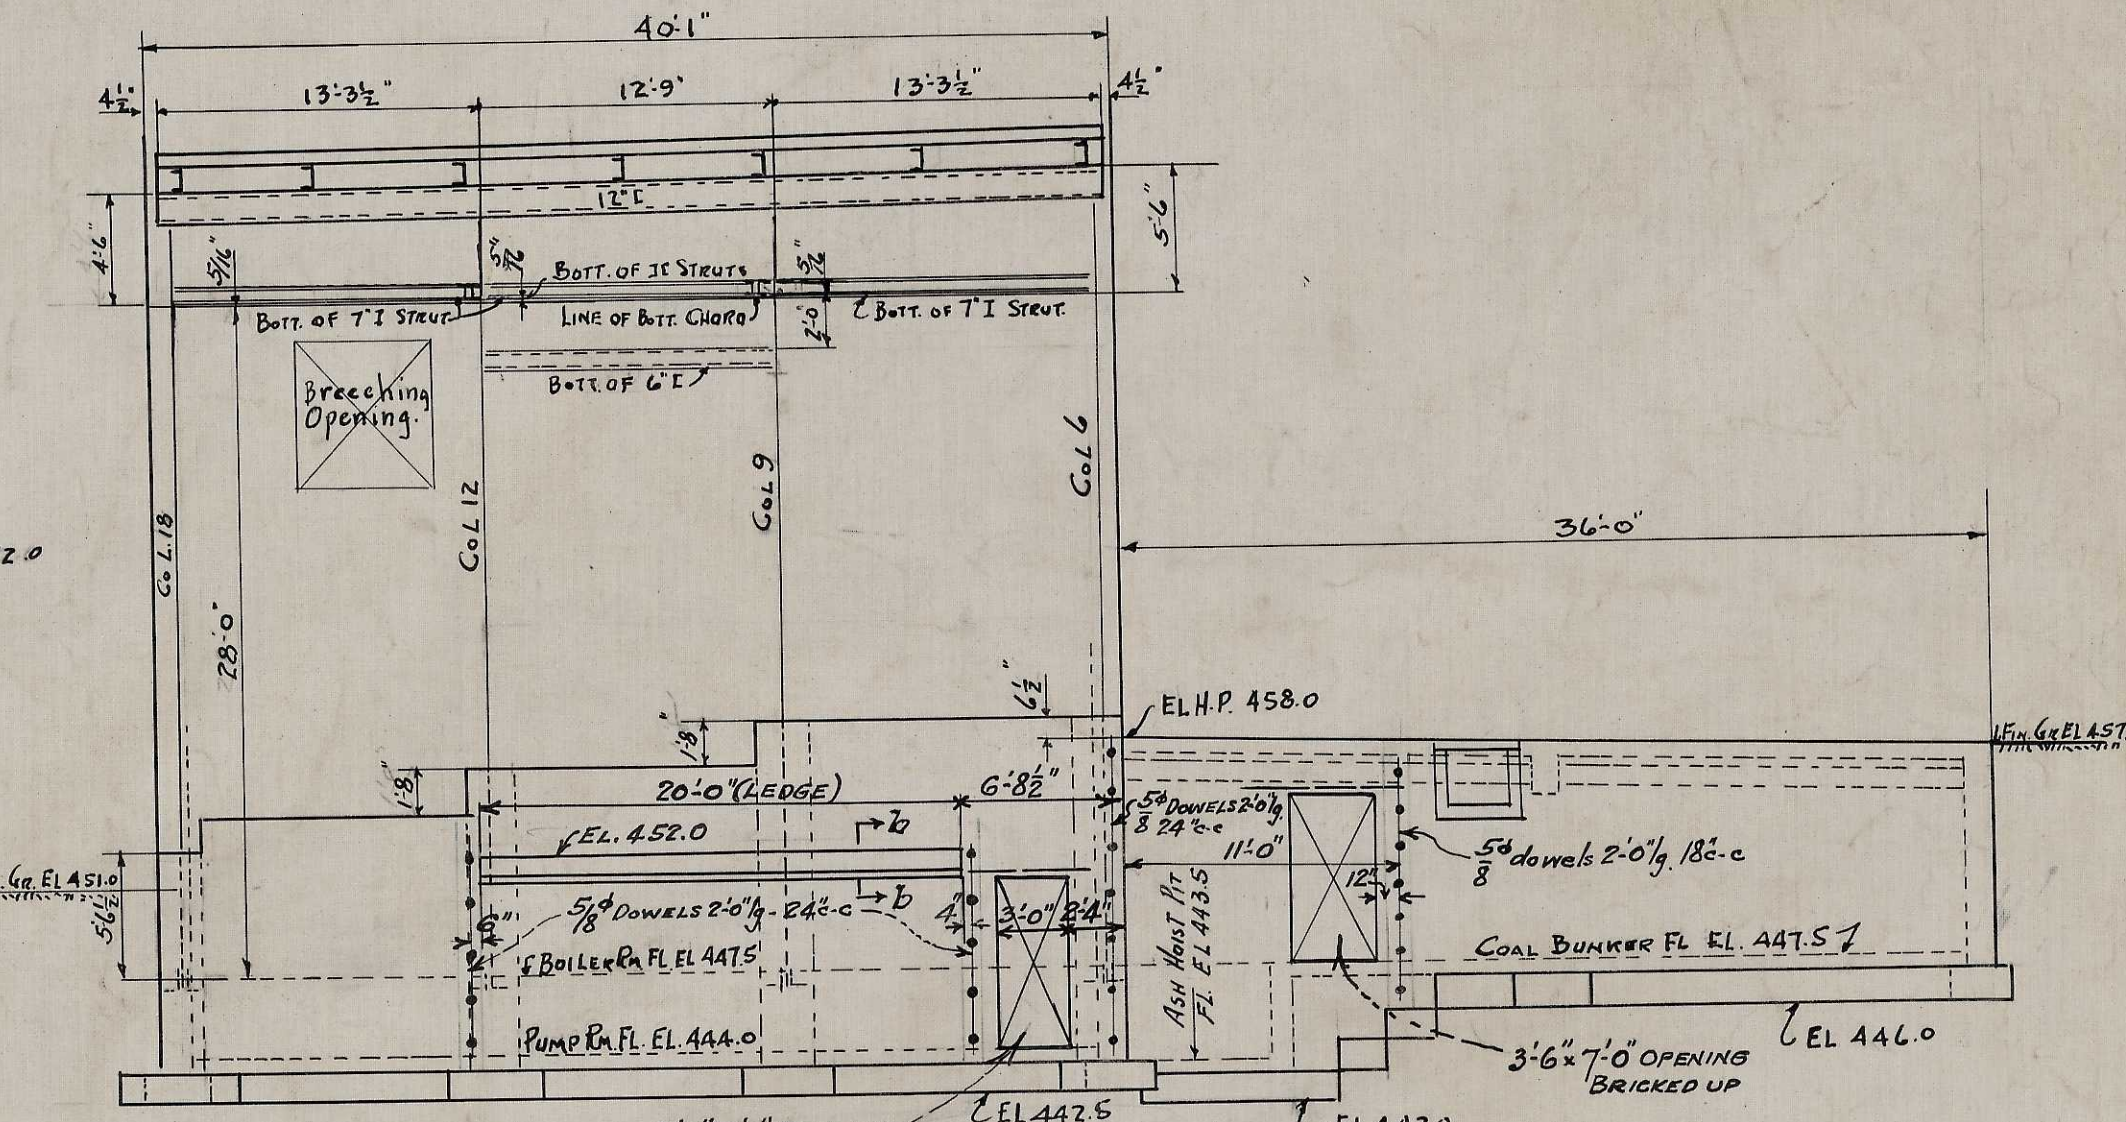 40'-1"
4½"
13'-3½"
12'-9"
13'-3½"
4½"
12"[
4'-6"
5/16"
5/16"
BOTT. OF ][ STRUTS
5/16"
5'-6"
BOTT. OF 7" I STRUT
LINE OF BOTT. CHORD
2'-0"
BOTT. OF 7" I STRUT.
BOTT. OF 6" [
Breeching
Opening.
COL.18
COL 12
COL 9
COL 6
2.0
36'-0"
28'-0"
6½"
EL H.P. 458.0
FIN. GR EL 457
1'-8"
1'-8"
20'-0" (LEDGE)
6'-8½"
5/8ɸ DOWELS 2'-0"lg.
24" c-c
EL. 452.0
b
11'-0"
5/8ɸ dowels 2'-0"lg. 18" c-c
GR. EL 451.0
5'-6½"
12"
b
6"
5/8"ɸ DOWELS 2'-0"lg - 24" c-c
4"
3'-0"
2'-4"
ASH HOIST PIT
FL. EL 443.5
COAL BUNKER FL EL. 447.5
BOILER RM FL EL 447.5
PUMP RM. FL. EL. 444.0
EL 446.0
3'-6" x 7'-0" OPENING
BRICKED UP
EL 442.5